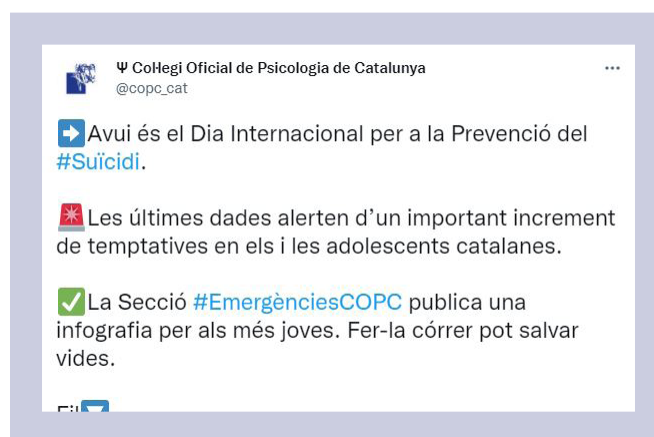 Ψ Col·legi Oficial de Psicologia de Catalunya
@copc_cat
➡️Avui és el Dia Internacional per a la Prevenció del
#Suïcidi.
🚨Les últimes dades alerten d’un important increment
de temptatives en els i les adolescents catalanes.
✅La Secció #EmergènciesCOPC publica una
infografia per als més joves. Fer-la córrer pot salvar
vides.